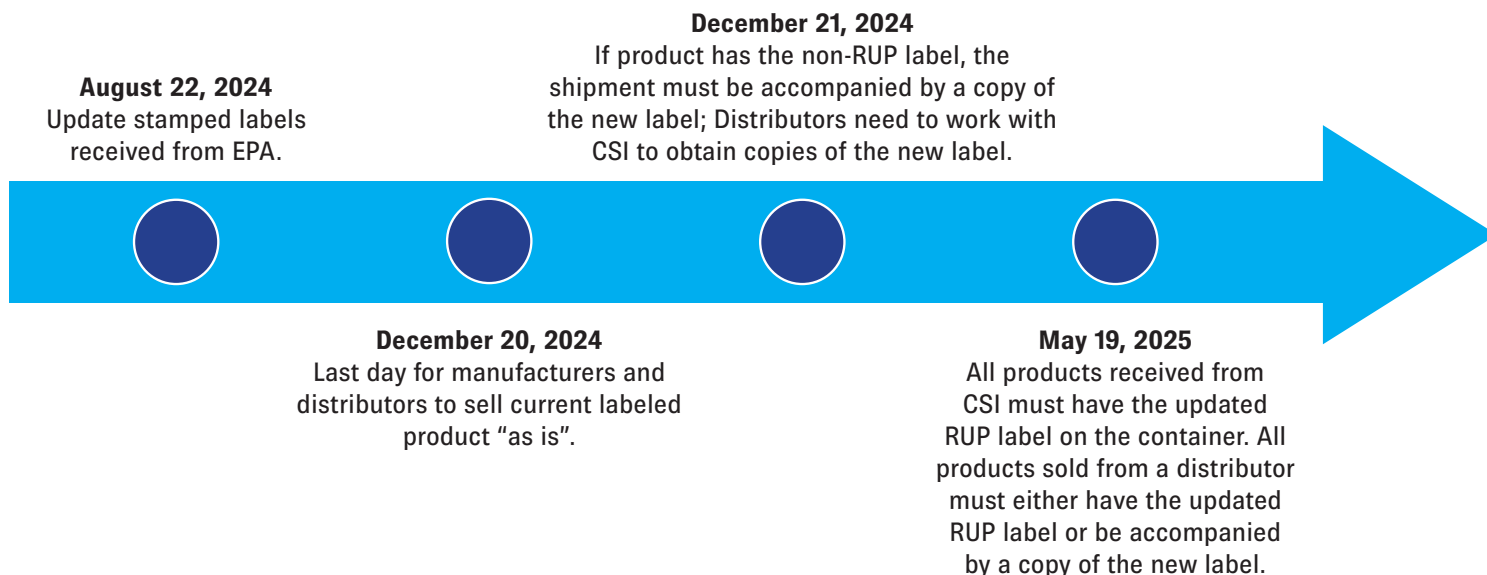 August 22, 2024
Update stamped labels
received from EPA.
December 20, 2024
Last day for manufacturers and
distributors to sell current labeled
product “as is”.
December 21, 2024
If product has the non-RUP label, the
shipment must be accompanied by a copy of
the new label; Distributors need to work with
CSI to obtain copies of the new label.
May 19, 2025
All products received from
CSI must have the updated
RUP label on the container. All
products sold from a distributor
must either have the updated
RUP label or be accompanied
by a copy of the new label.